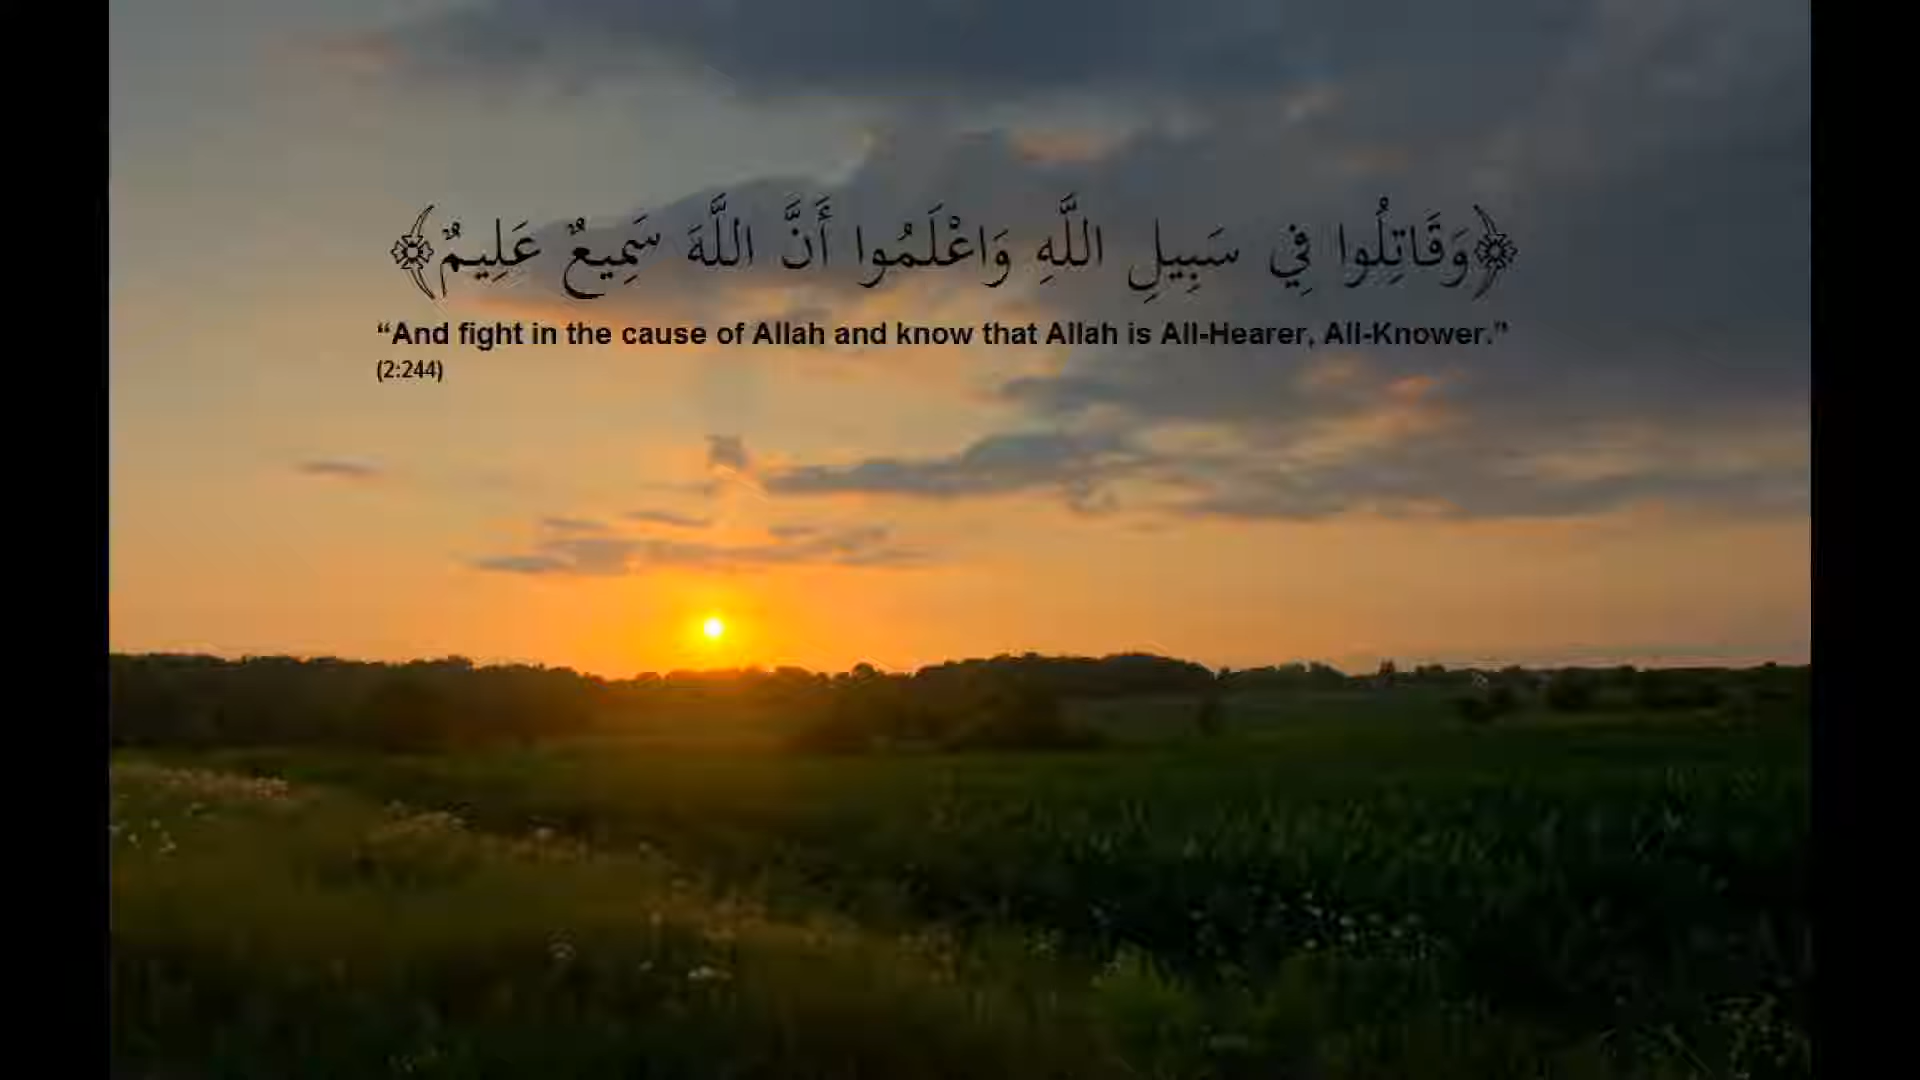 ﴿وَقَاتِلُوا فِي سَبِيلِ اللَّهِ وَاعْلَمُوا أَنَّ اللَّهَ سَمِيعٌ عَلِيمٌ﴾
“And fight in the cause of Allah and know that Allah is All-Hearer, All-Knower.”
(2:244)